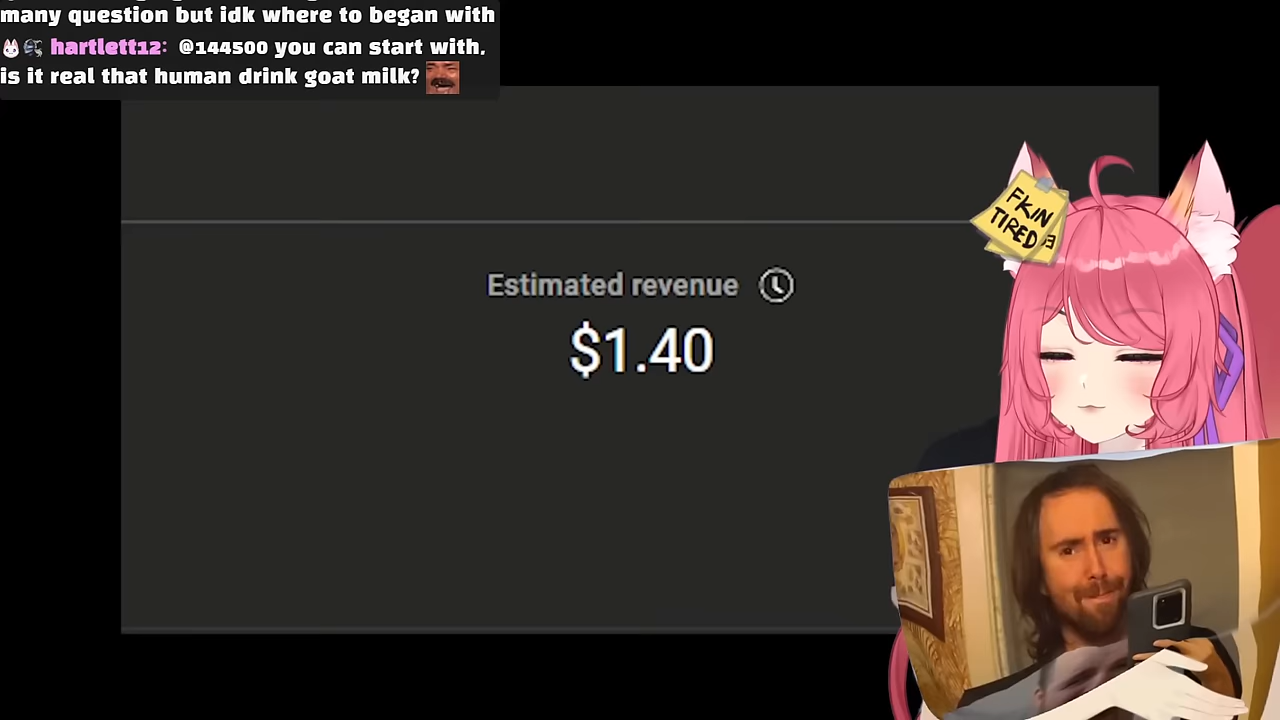 many question but idk where to began with
hartlett12: @144500 you can start with,
is it real that human drink goat milk?
FKIN
TIRED
Estimated revenue
$1.40